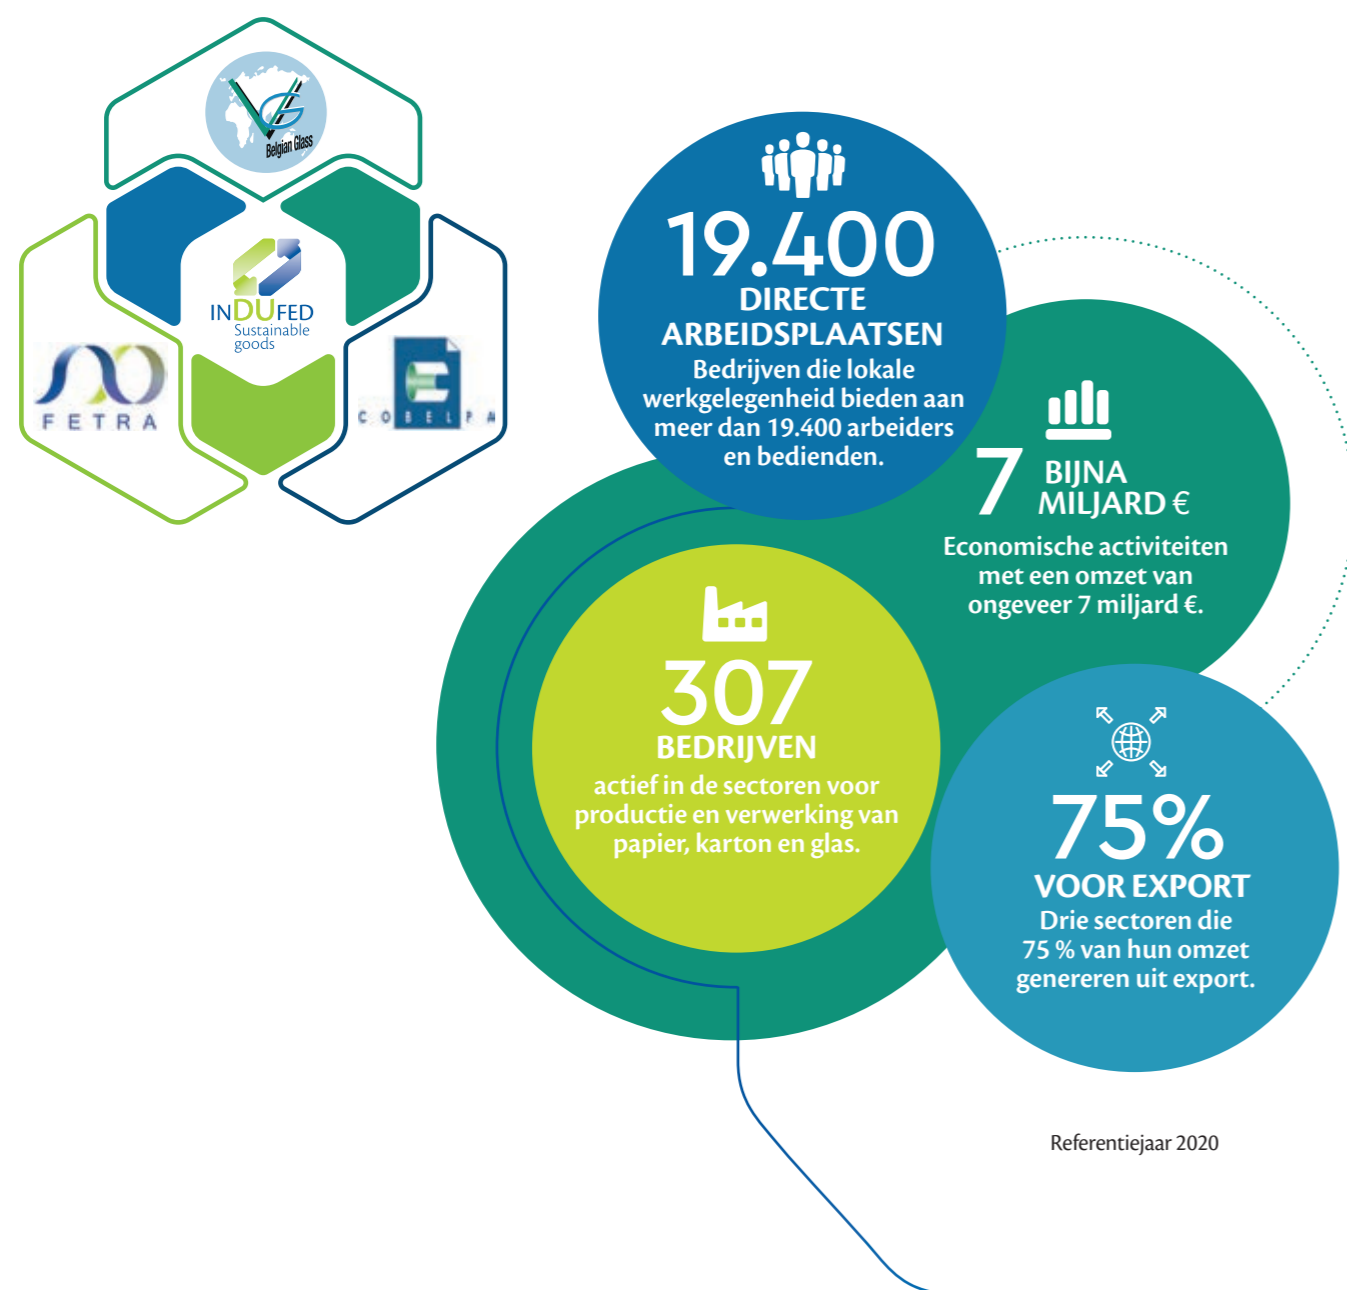 VG
Belgian Glass
INDUFED
Sustainable
goods
FETRA
COBELPA
19.400
DIRECTE
ARBEIDSPLAATSEN
Bedrijven die lokale
werkgelegenheid bieden aan
meer dan 19.400 arbeiders
en bedienden.
7 BIJNA
MILJARD €
Economische activiteiten
met een omzet van
ongeveer 7 miljard €.
307
BEDRIJVEN
actief in de sectoren voor
productie en verwerking van
papier, karton en glas.
75%
VOOR EXPORT
Drie sectoren die
75 % van hun omzet
genereren uit export.
Referentiejaar 2020